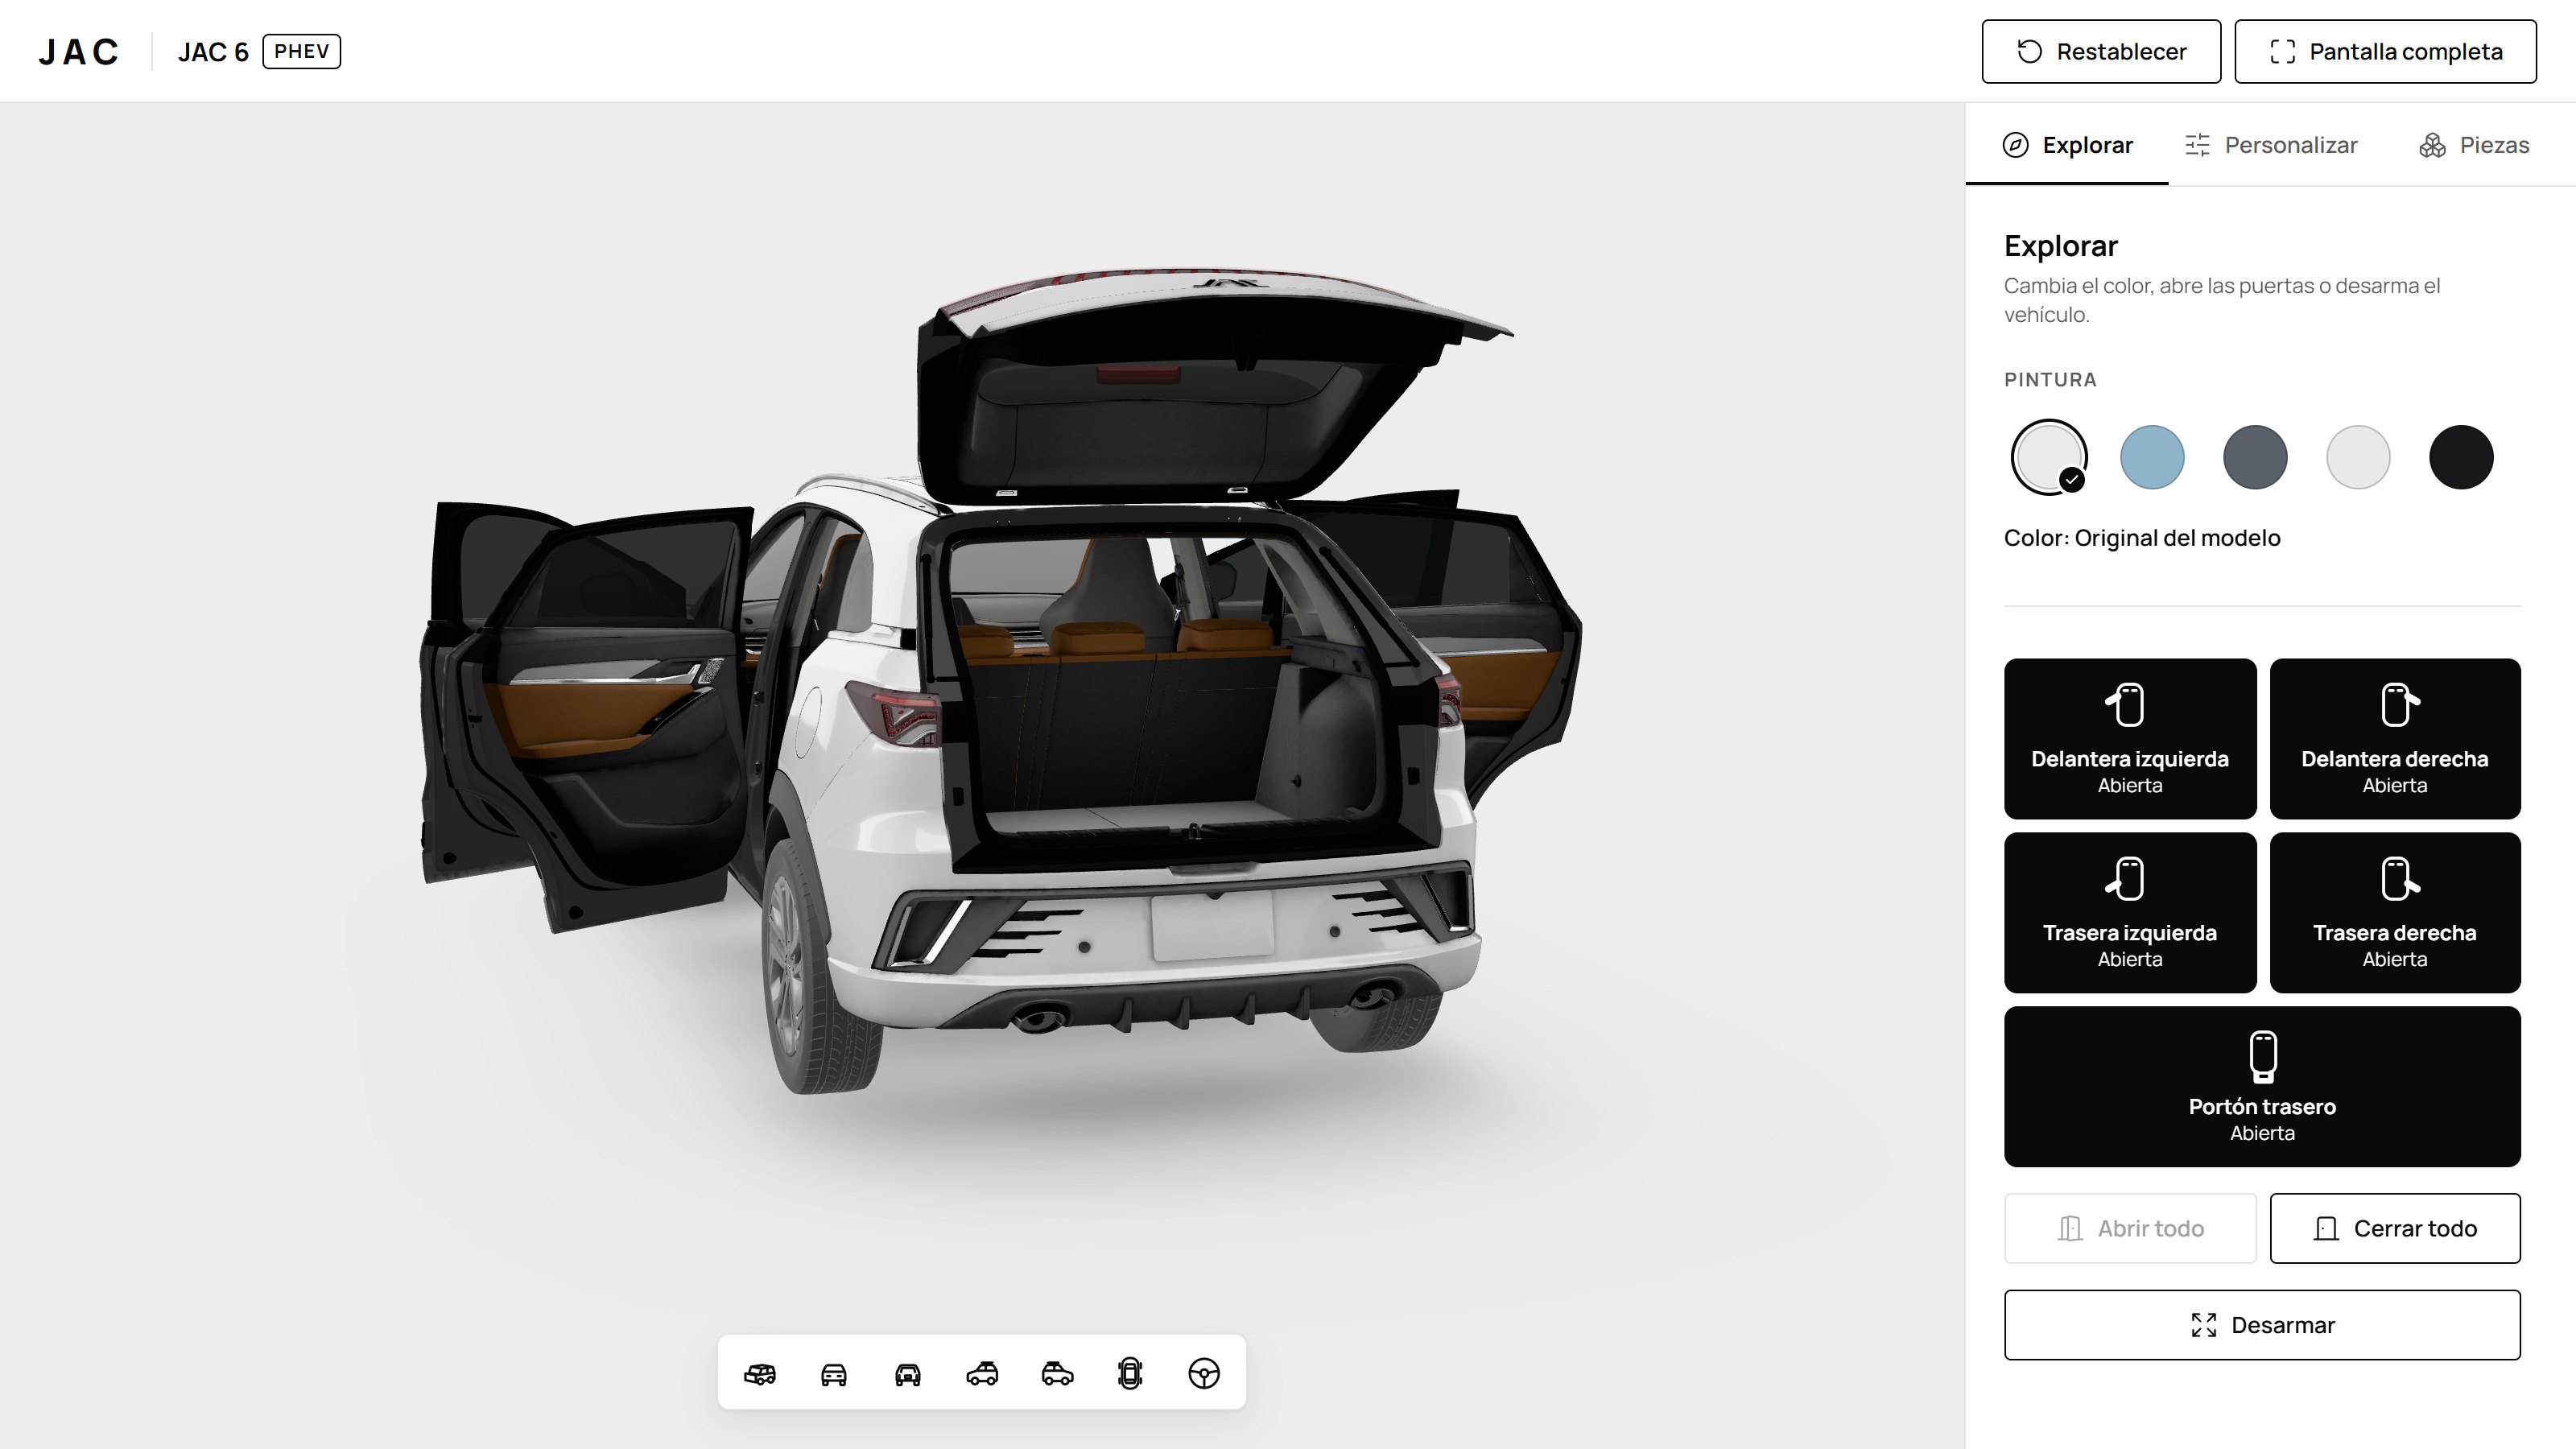 JAC
JAC 6 PHEV
Restablecer
Pantalla completa
Explorar
Personalizar
Piezas
Explorar
Cambia el color, abre las puertas o desarma el
vehículo.
PINTURA
Color: Original del modelo
Delantera izquierda
Abierta
Delantera derecha
Abierta
Trasera izquierda
Abierta
Trasera derecha
Abierta
Portón trasero
Abierta
Abrir todo
Cerrar todo
Desarmar